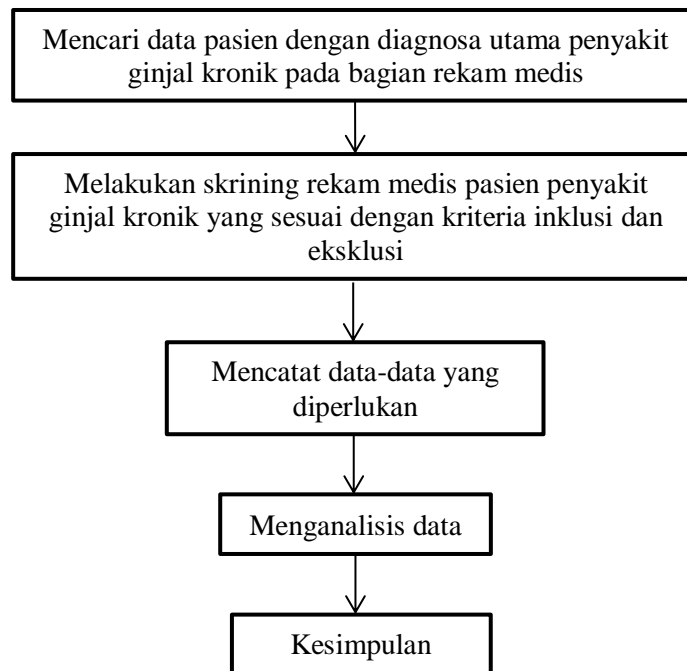 Mencari data pasien dengan diagnosa utama penyakit
ginjal kronik pada bagian rekam medis
Melakukan skrining rekam medis pasien penyakit
ginjal kronik yang sesuai dengan kriteria inklusi dan
eksklusi
Mencatat data-data yang
diperlukan
Menganalisis data
Kesimpulan